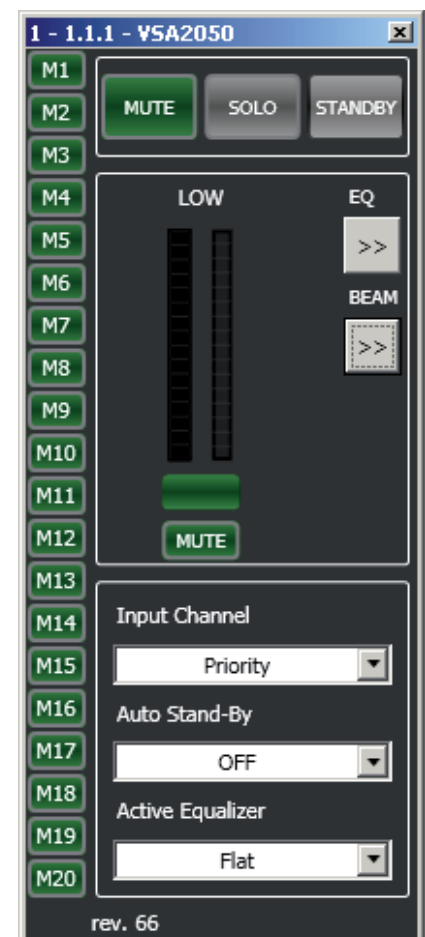 1 - 1.1.1 - VSA2050
M1
M2
M3
M4
M5
M6
M7
M8
M9
M10
M11
M12
M13
M14
M15
M16
M17
M18
M19
M20
MUTE SOLO STANDBY
LOW EQ
>>
BEAM
>>
MUTE
Input Channel
Priority
Auto Stand-By
OFF
Active Equalizer
Flat
rev. 66